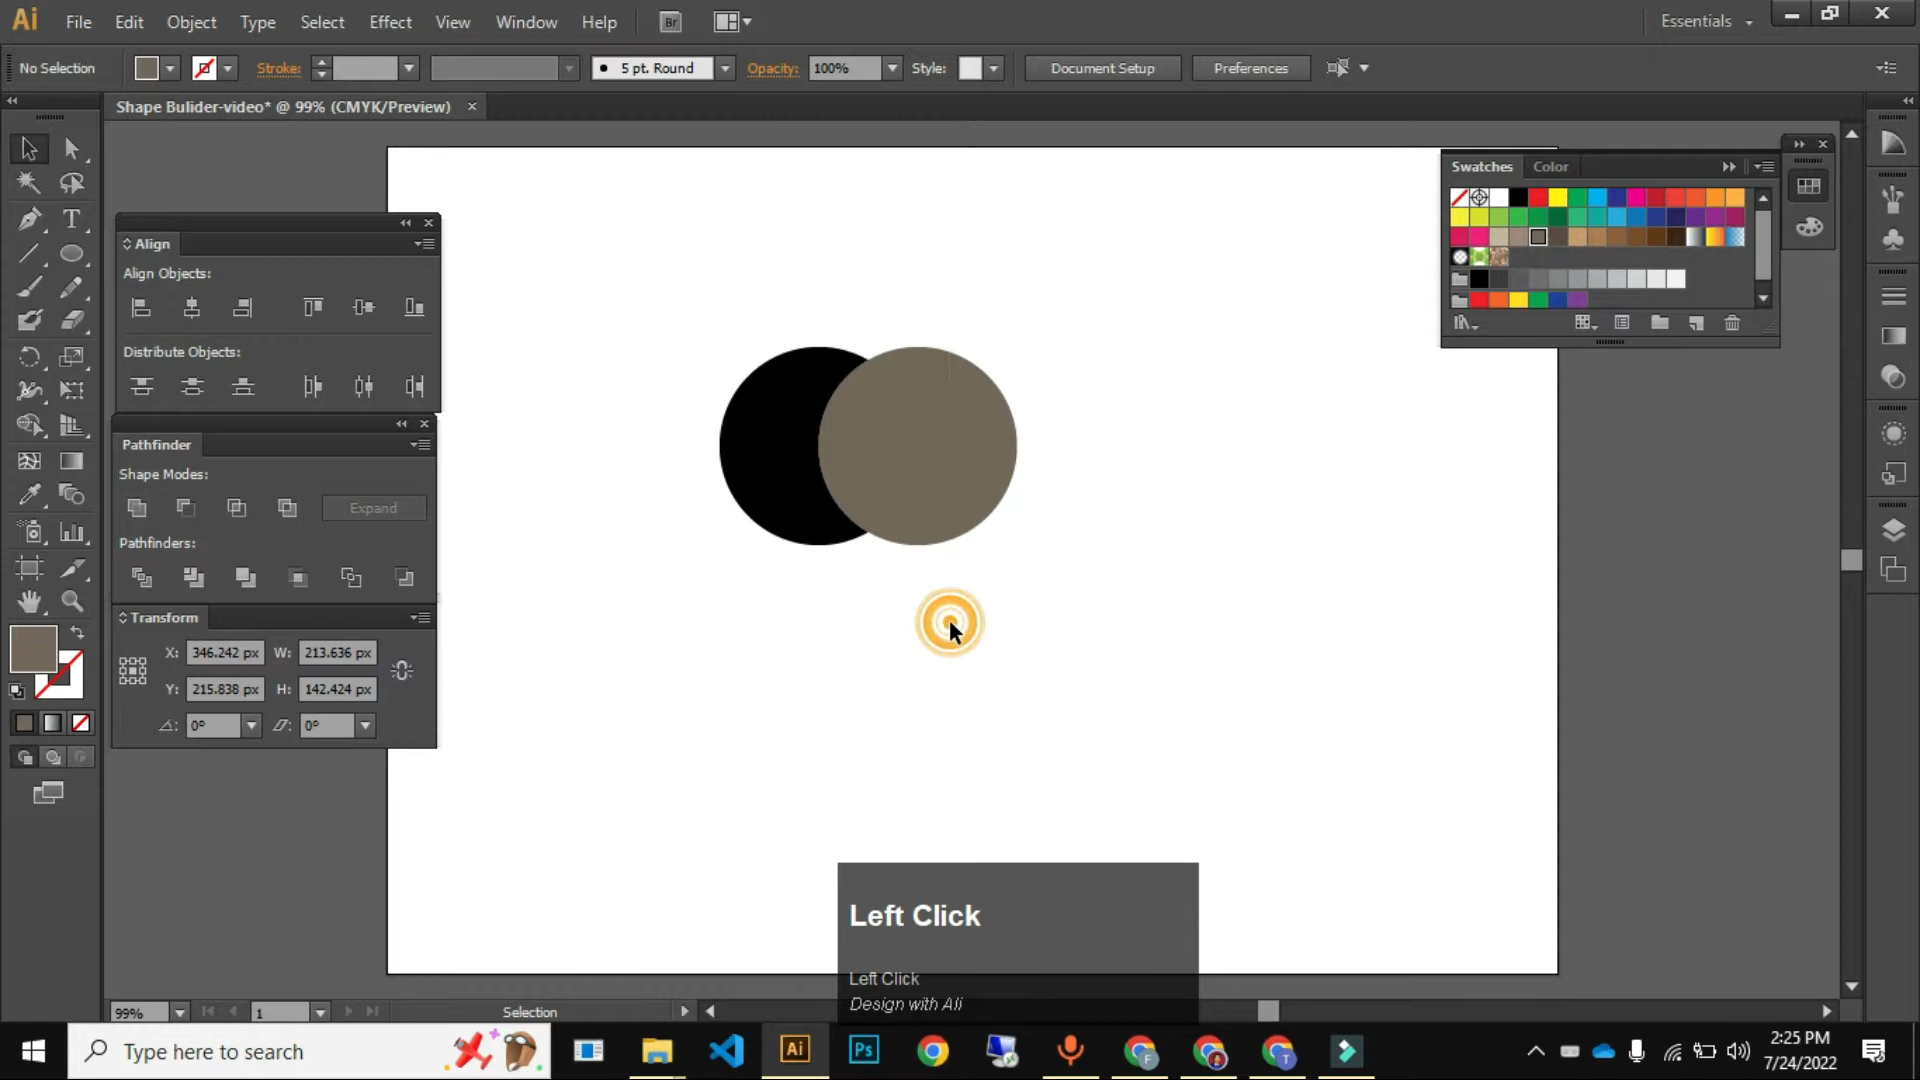 Ai File Edit Object Type Select Effect View Window Help Br Essentials
No Selection Stroke: 5 pt. Round Opacity: 100% Style: Document Setup Preferences
Shape Bulider-video* @ 99% (CMYK/Preview)
Swatches Color
Align
Align Objects:
Distribute Objects:
Pathfinder
Shape Modes:
Expand
Pathfinders:
Transform
X: 346.242 px W: 213.636 px
Y: 215.838 px H: 142.424 px
0° 0°
Left Click
Left Click
Design with Ali
99% 1 Selection
Type here to search
Ai Ps F T
2:25 PM
7/24/2022